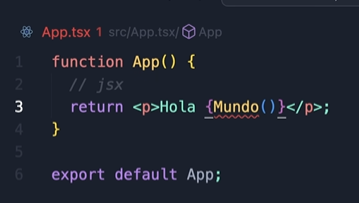 App.tsx 1 src/App.tsx/ App
1 function App() {
2 // jsx
3 return <p>Hola {Mundo()}</p>;
4 }
5
6 export default App;